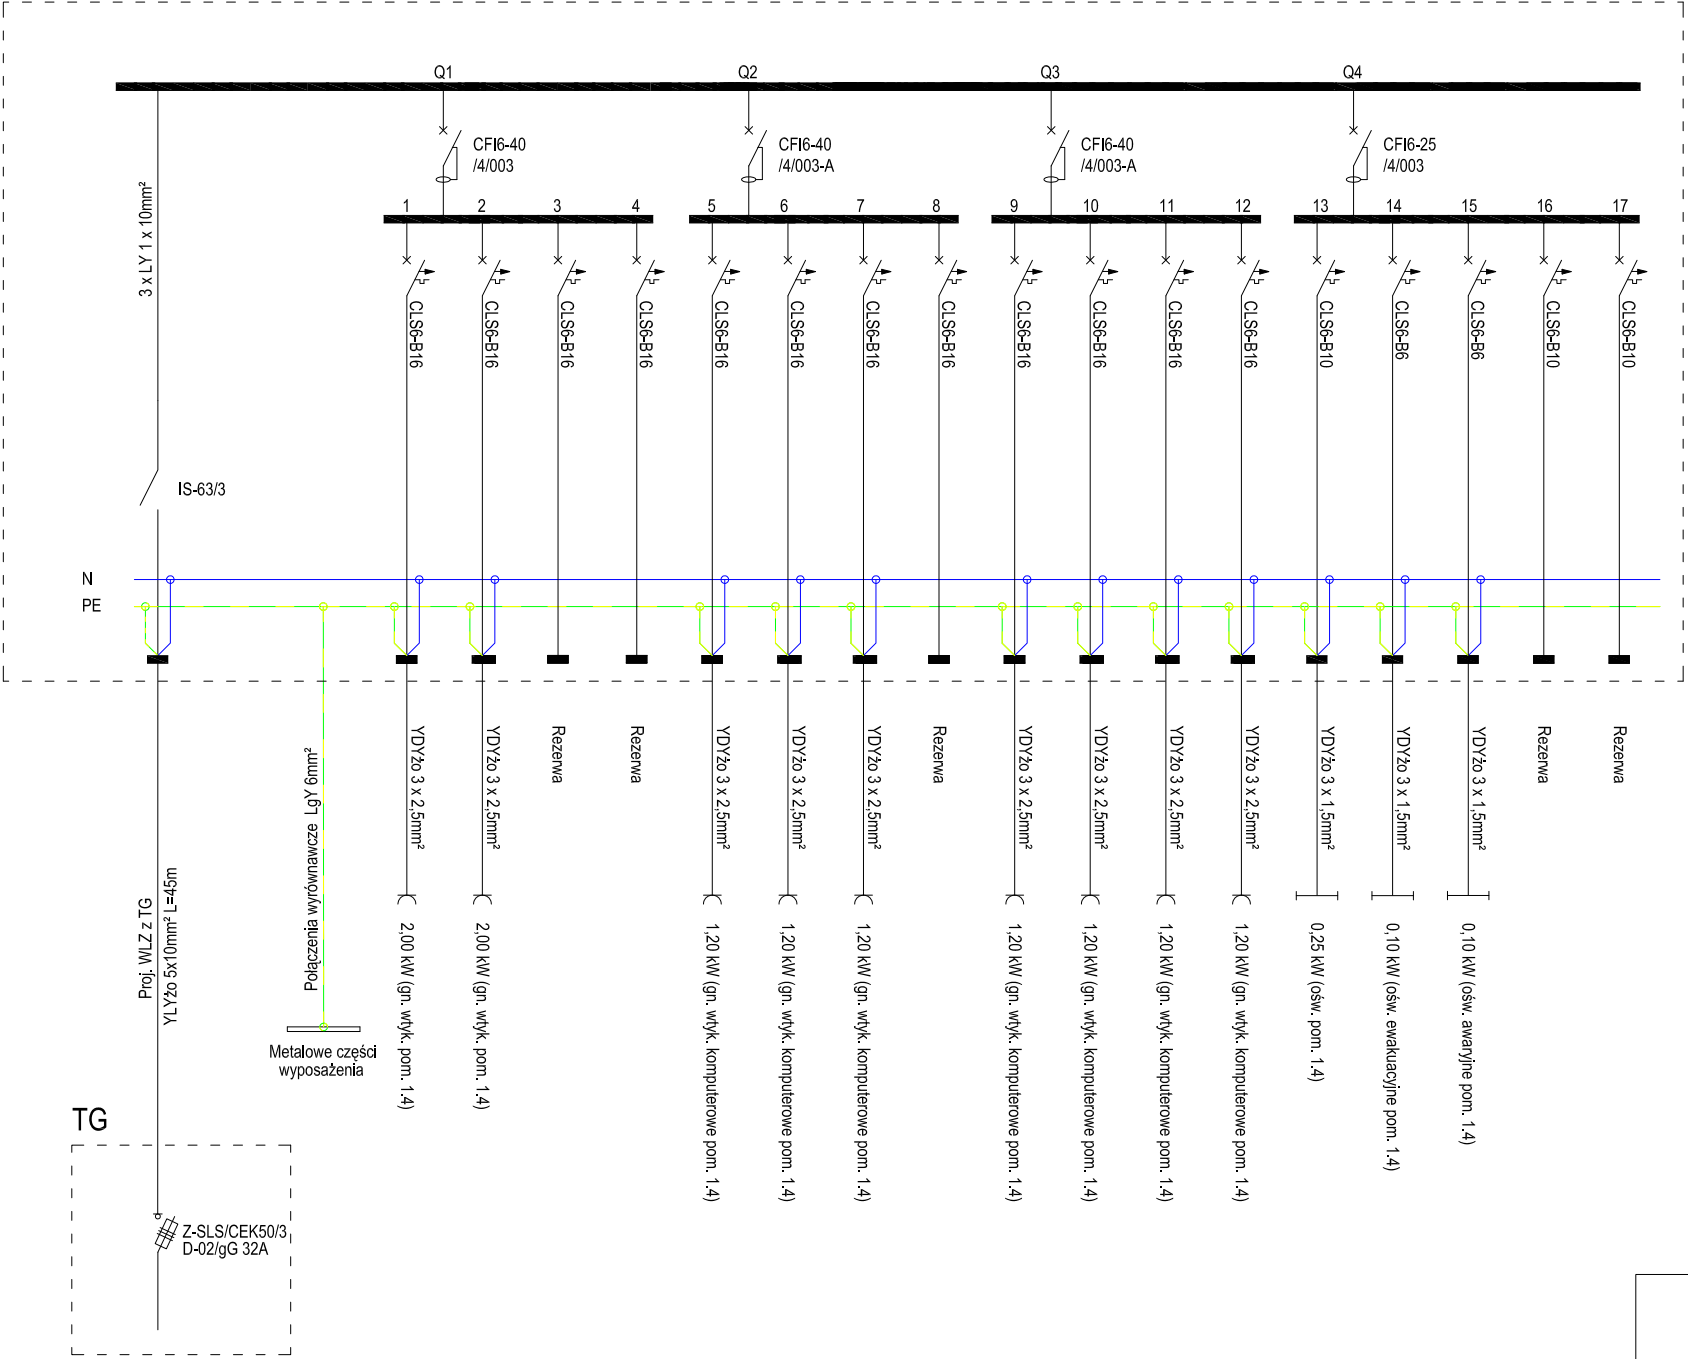 Q1
Q2
Q3
Q4
CFI6-40
/4/003
CFI6-40
/4/003-A
CFI6-40
/4/003-A
CFI6-25
/4/003
3 x LY 1 x 10mm²
1
2
3
4
5
6
7
8
9
10
11
12
13
14
15
16
17
CLS6-B16
CLS6-B16
CLS6-B16
CLS6-B16
CLS6-B16
CLS6-B16
CLS6-B16
CLS6-B16
CLS6-B16
CLS6-B16
CLS6-B16
CLS6-B16
CLS6-B10
CLS6-B6
CLS6-B6
CLS6-B10
CLS6-B10
IS-63/3
N
PE
YDYżo 3 x 2,5mm²
YDYżo 3 x 2,5mm²
Rezerwa
Rezerwa
YDYżo 3 x 2,5mm²
YDYżo 3 x 2,5mm²
YDYżo 3 x 2,5mm²
Rezerwa
YDYżo 3 x 2,5mm²
YDYżo 3 x 2,5mm²
YDYżo 3 x 2,5mm²
YDYżo 3 x 2,5mm²
YDYżo 3 x 1,5mm²
YDYżo 3 x 1,5mm²
YDYżo 3 x 1,5mm²
Rezerwa
Rezerwa
Proj. WLZ z TG
YLYżo 5x10mm² L=45m
Połączenia wyrównawcze LgY 6mm²
2,00 kW (gn. wtyk. pom. 1.4)
2,00 kW (gn. wtyk. pom. 1.4)
1,20 kW (gn. wtyk. komputerowe pom. 1.4)
1,20 kW (gn. wtyk. komputerowe pom. 1.4)
1,20 kW (gn. wtyk. komputerowe pom. 1.4)
1,20 kW (gn. wtyk. komputerowe pom. 1.4)
1,20 kW (gn. wtyk. komputerowe pom. 1.4)
1,20 kW (gn. wtyk. komputerowe pom. 1.4)
1,20 kW (gn. wtyk. komputerowe pom. 1.4)
0,25 kW (ośw. pom. 1.4)
0,10 kW (ośw. ewakuacyjne pom. 1.4)
0,10 kW (ośw. awaryjne pom. 1.4)
Metalowe części
wyposażenia
TG
Z-SLS/CEK50/3
D-02/gG 32A